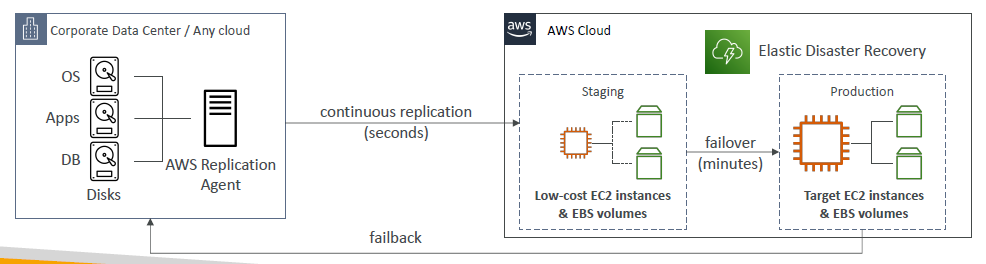 Corporate Data Center / Any cloud
OS
Apps
DB
Disks
AWS Replication
Agent
continuous replication
(seconds)
aws
AWS Cloud
Elastic Disaster Recovery
Staging
Low-cost EC2 instances
& EBS volumes
failover
(minutes)
Production
Target EC2 instances
& EBS volumes
failback